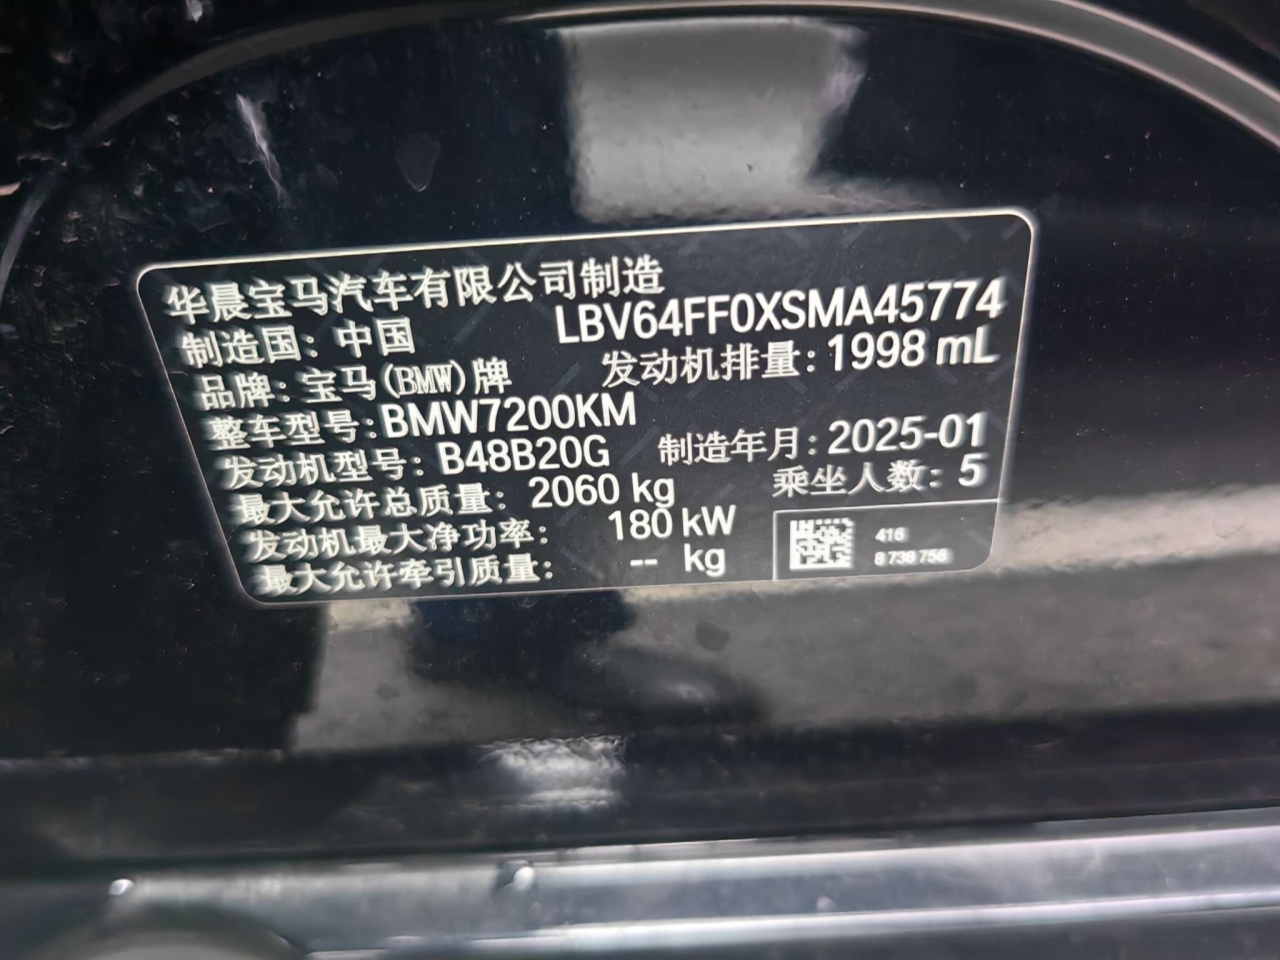 华晨宝马汽车有限公司制造
制造国：中国 LBV64FF0XSMA45774
品牌：宝马(BMW)牌 发动机排量：1998 mL
整车型号：BMW7200KM
发动机型号：B48B20G 制造年月：2025-01
最大允许总质量：2060 kg 乘坐人数：5
发动机最大净功率：180 kW
最大允许牵引质量：-- kg
416
8 738 756